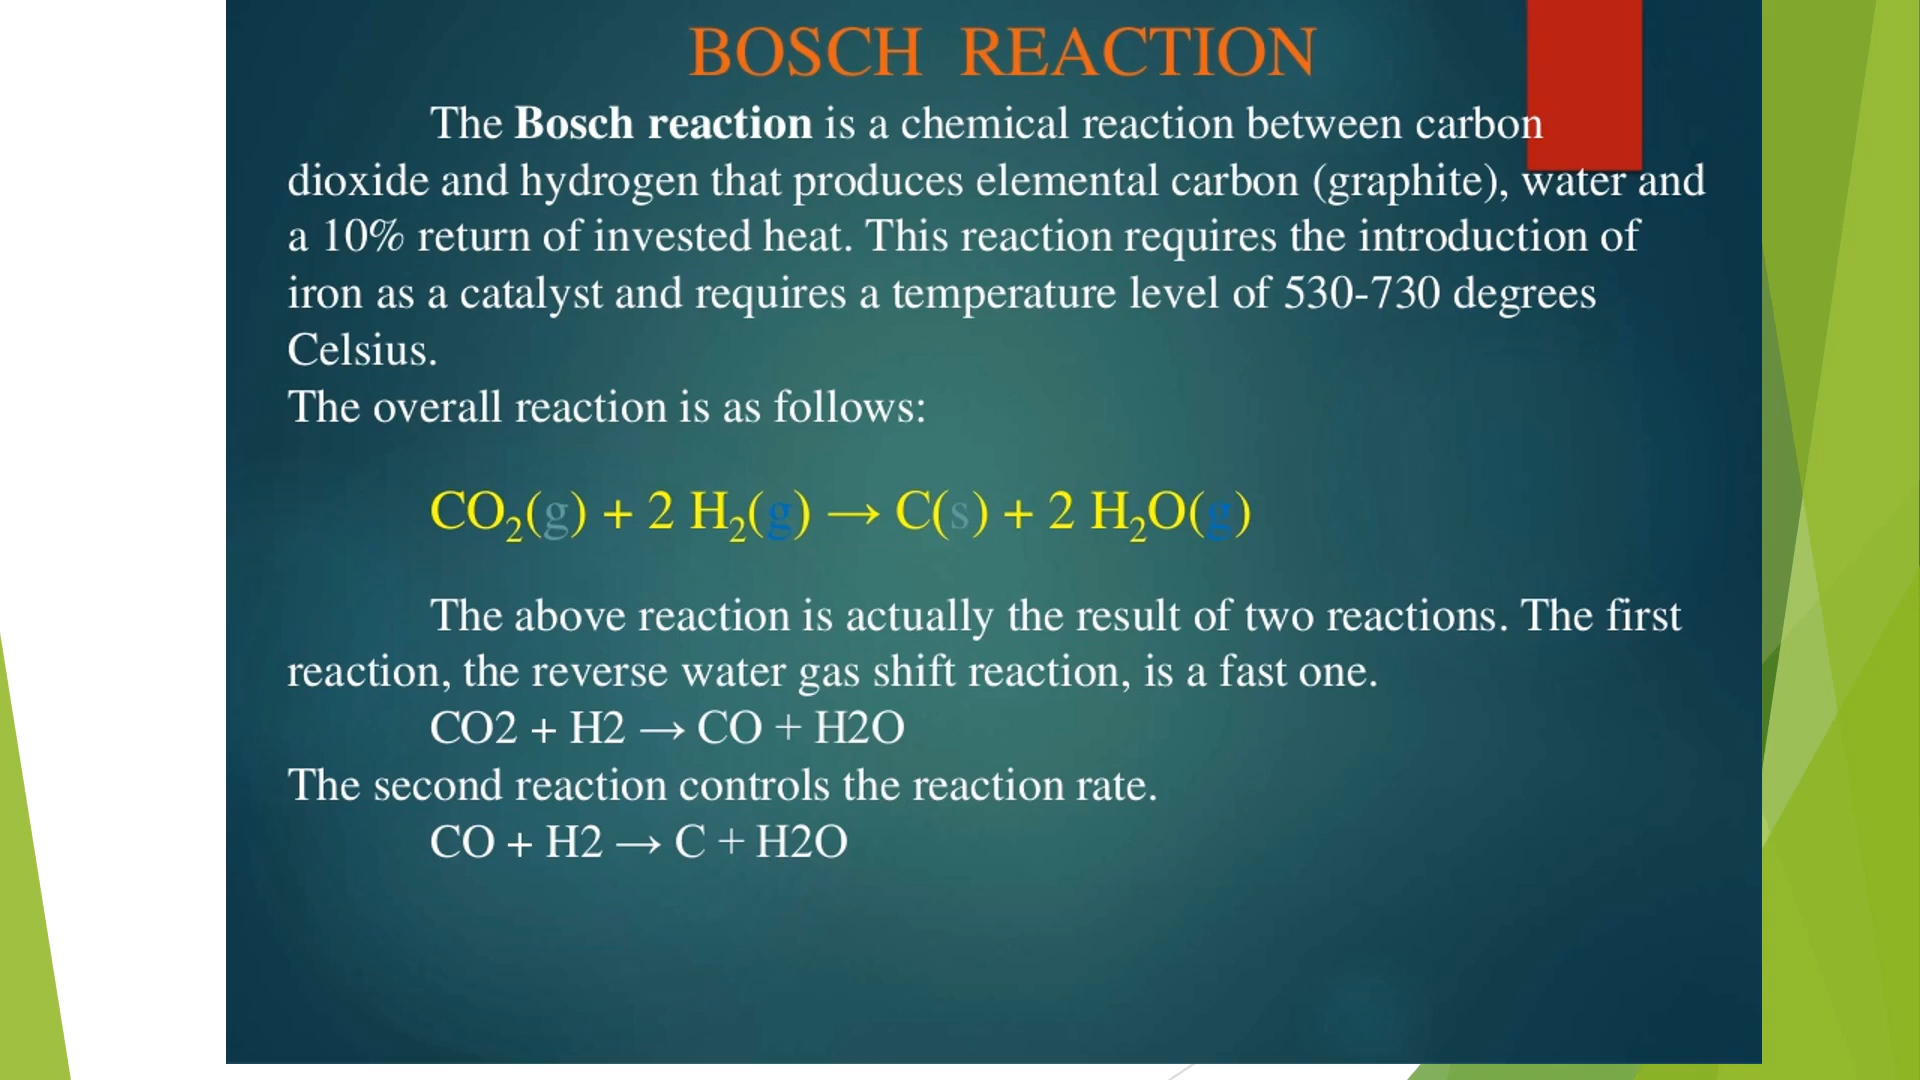 BOSCH REACTION
The Bosch reaction is a chemical reaction between carbon
dioxide and hydrogen that produces elemental carbon (graphite), water and
a 10% return of invested heat. This reaction requires the introduction of
iron as a catalyst and requires a temperature level of 530-730 degrees
Celsius.
The overall reaction is as follows:
CO₂(g) + 2 H₂(g) → C(s) + 2 H₂O(g)
The above reaction is actually the result of two reactions. The first
reaction, the reverse water gas shift reaction, is a fast one.
CO2 + H2 → CO + H2O
The second reaction controls the reaction rate.
CO + H2 → C + H2O